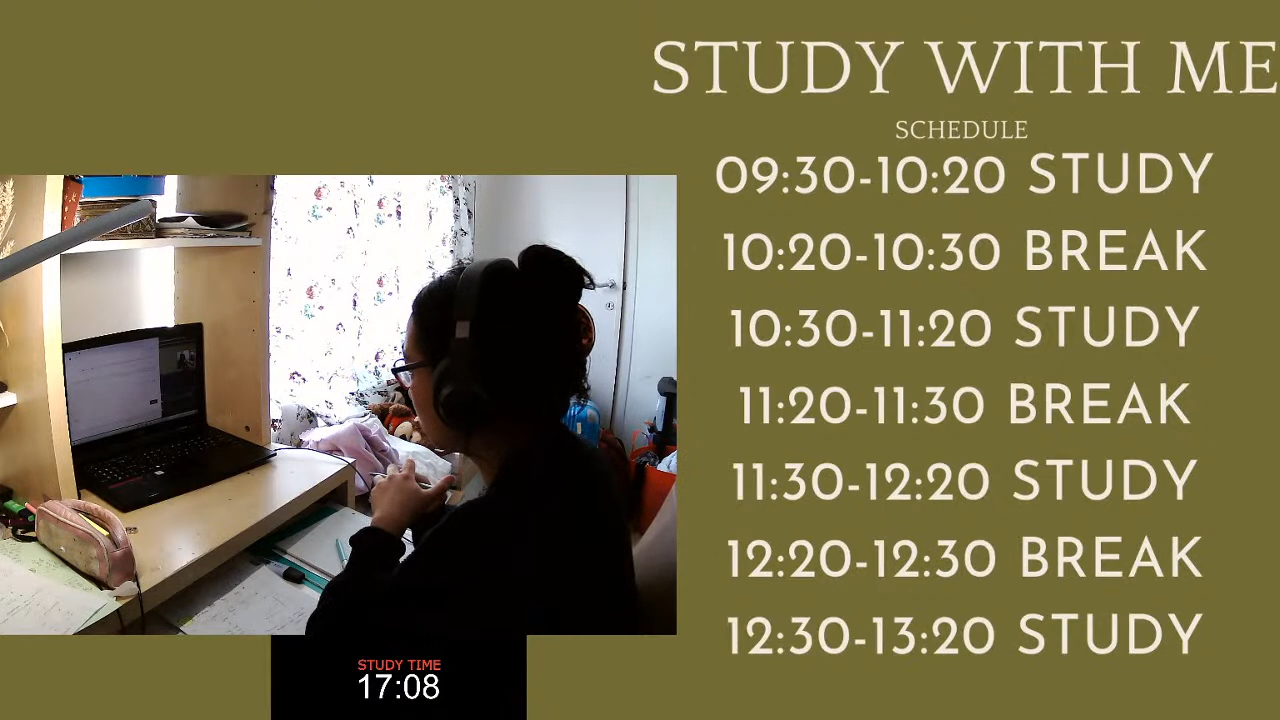 STUDY WITH ME
SCHEDULE
09:30-10:20 STUDY
10:20-10:30 BREAK
10:30-11:20 STUDY
11:20-11:30 BREAK
11:30-12:20 STUDY
12:20-12:30 BREAK
12:30-13:20 STUDY
STUDY TIME
17:08